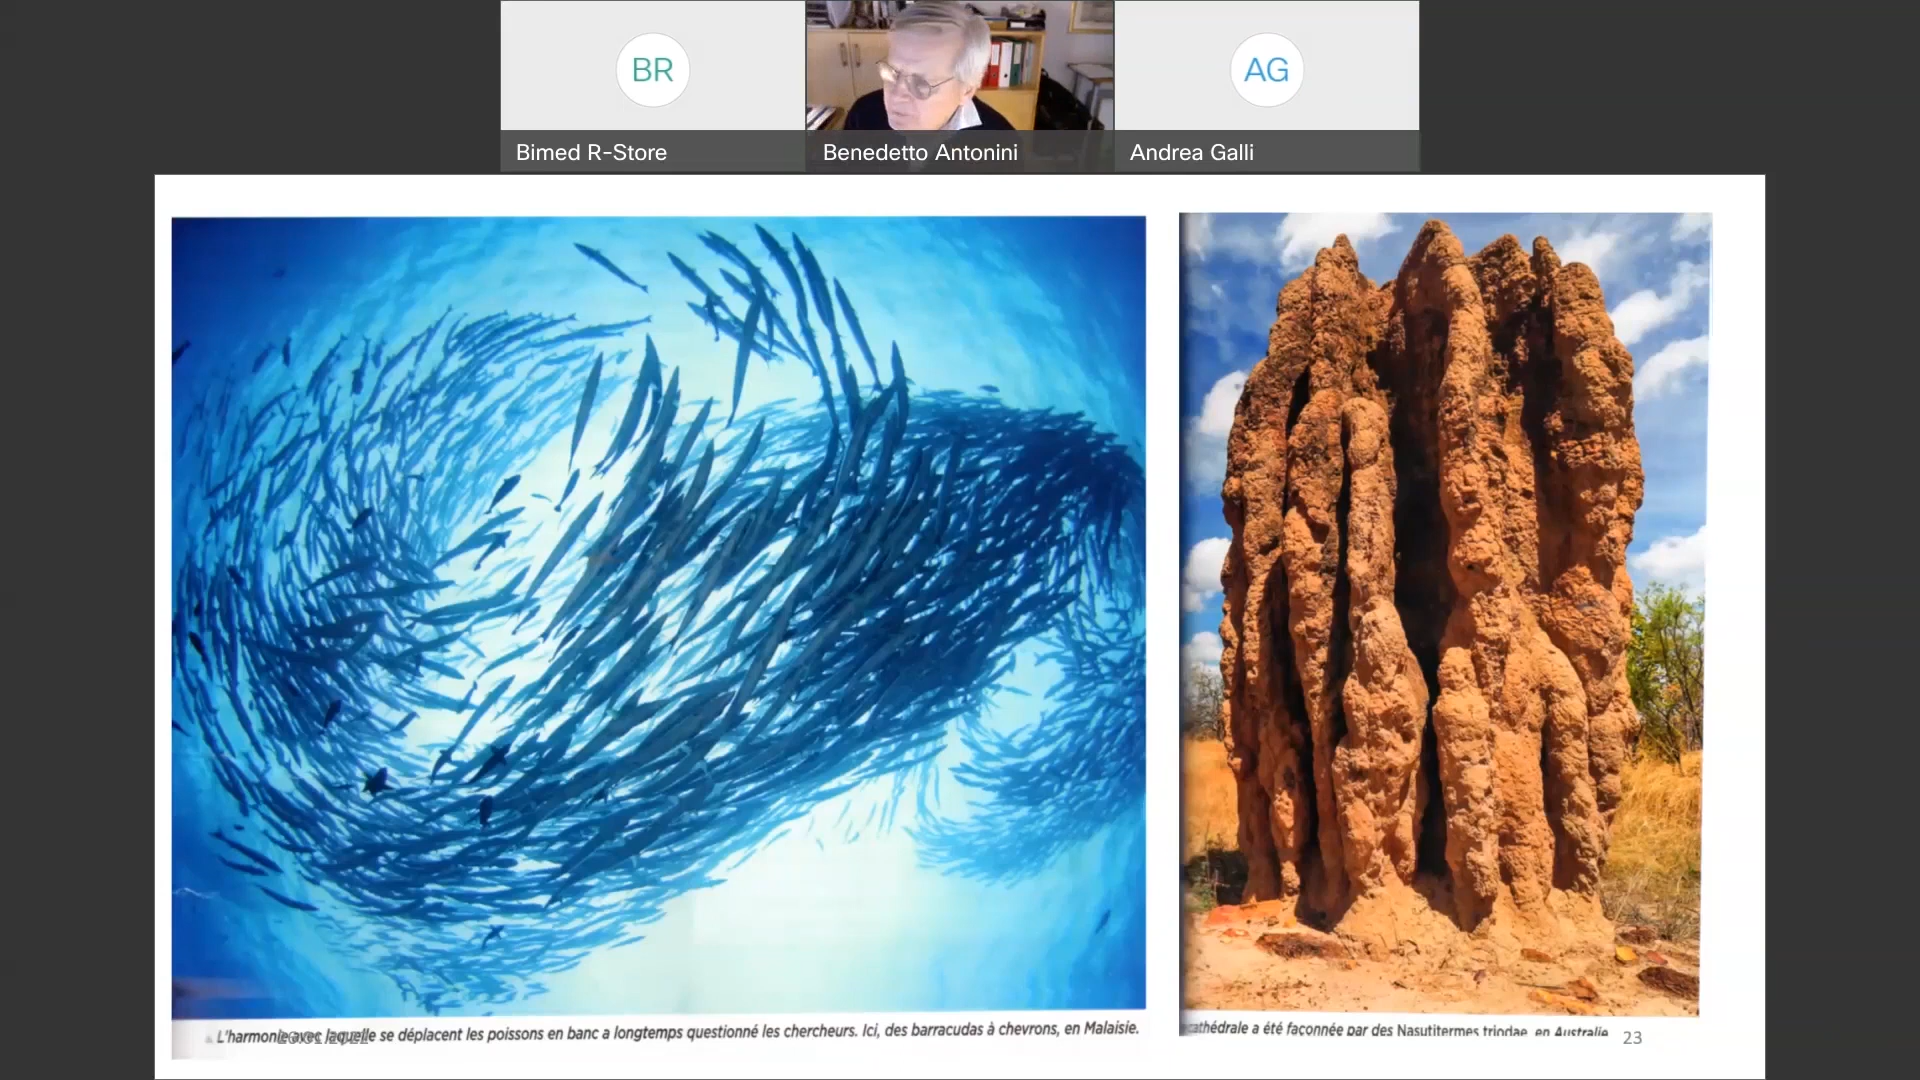 BR
AG
Bimed R-Store
Benedetto Antonini
Andrea Galli
L'harmonie avec laquelle se déplacent les poissons en banc a longtemps questionné les chercheurs. Ici, des barracudas à chevrons, en Malaisie.
cathédrale a été façonnée par des Nasutitermes triodae, en Australie
23